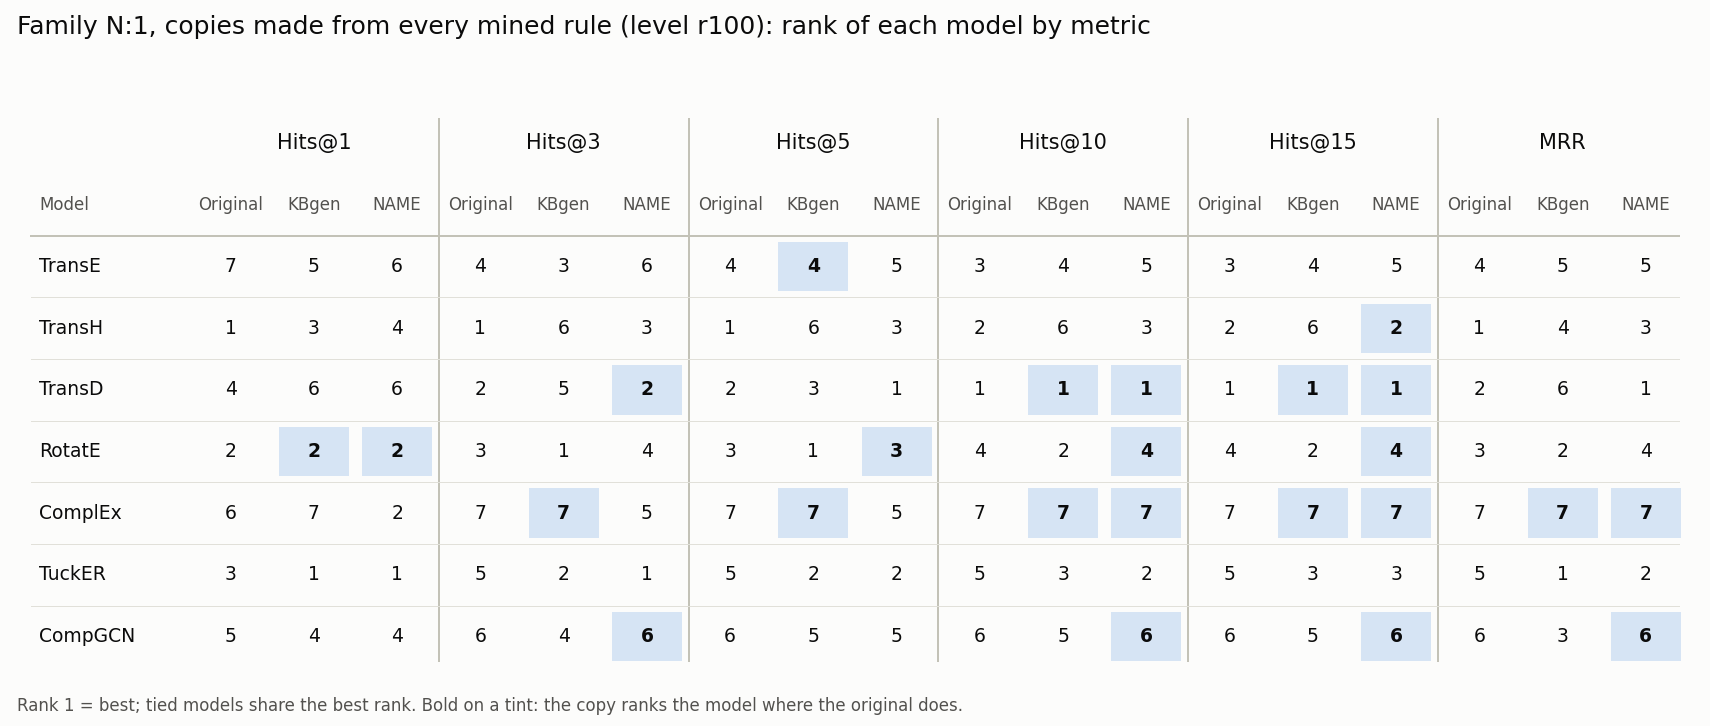 Family N:1, copies made from every mined rule (level r100): rank of each model by metric
Hits@1 Hits@3 Hits@5 Hits@10 Hits@15 MRR
Model Original KBgen NAME Original KBgen NAME Original KBgen NAME Original KBgen NAME Original KBgen NAME Original KBgen NAME
TransE 7 5 6 4 3 6 4 4 5 3 4 5 3 4 5 4 5 5
TransH 1 3 4 1 6 3 1 6 3 2 6 3 2 6 2 1 4 3
TransD 4 6 6 2 5 2 2 3 1 1 1 1 1 1 1 2 6 1
RotatE 2 2 2 3 1 4 3 1 3 4 2 4 4 2 4 3 2 4
ComplEx 6 7 2 7 7 5 7 7 5 7 7 7 7 7 7 7 7 7
TuckER 3 1 1 5 2 1 5 2 2 5 3 2 5 3 3 5 1 2
CompGCN 5 4 4 6 4 6 6 5 5 6 5 6 6 5 6 6 3 6
Rank 1 = best; tied models share the best rank. Bold on a tint: the copy ranks the model where the original does.